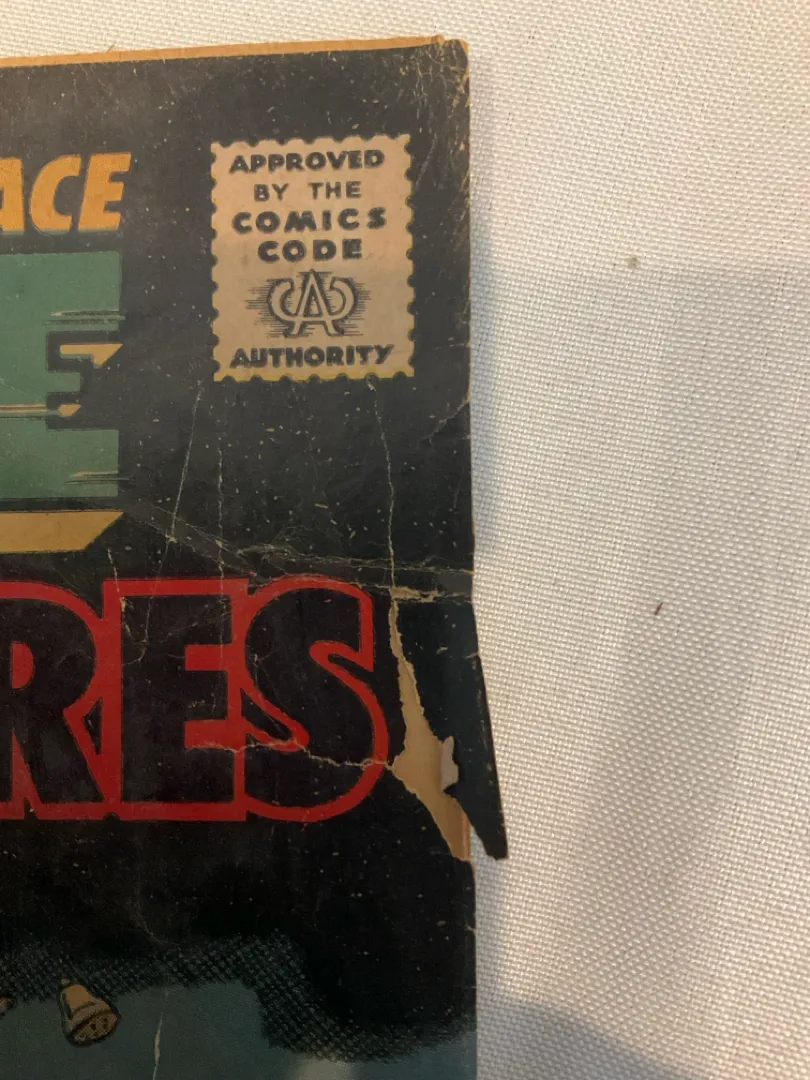 ACE
APPROVED
BY THE
COMICS
CODE
CA
AUTHORITY
E
RES